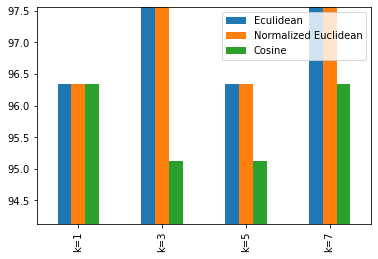 97.5
97.0
96.5
96.0
95.5
95.0
94.5
Eculidean
Normalized Euclidean
Cosine
k=1
k=3
k=5
k=7